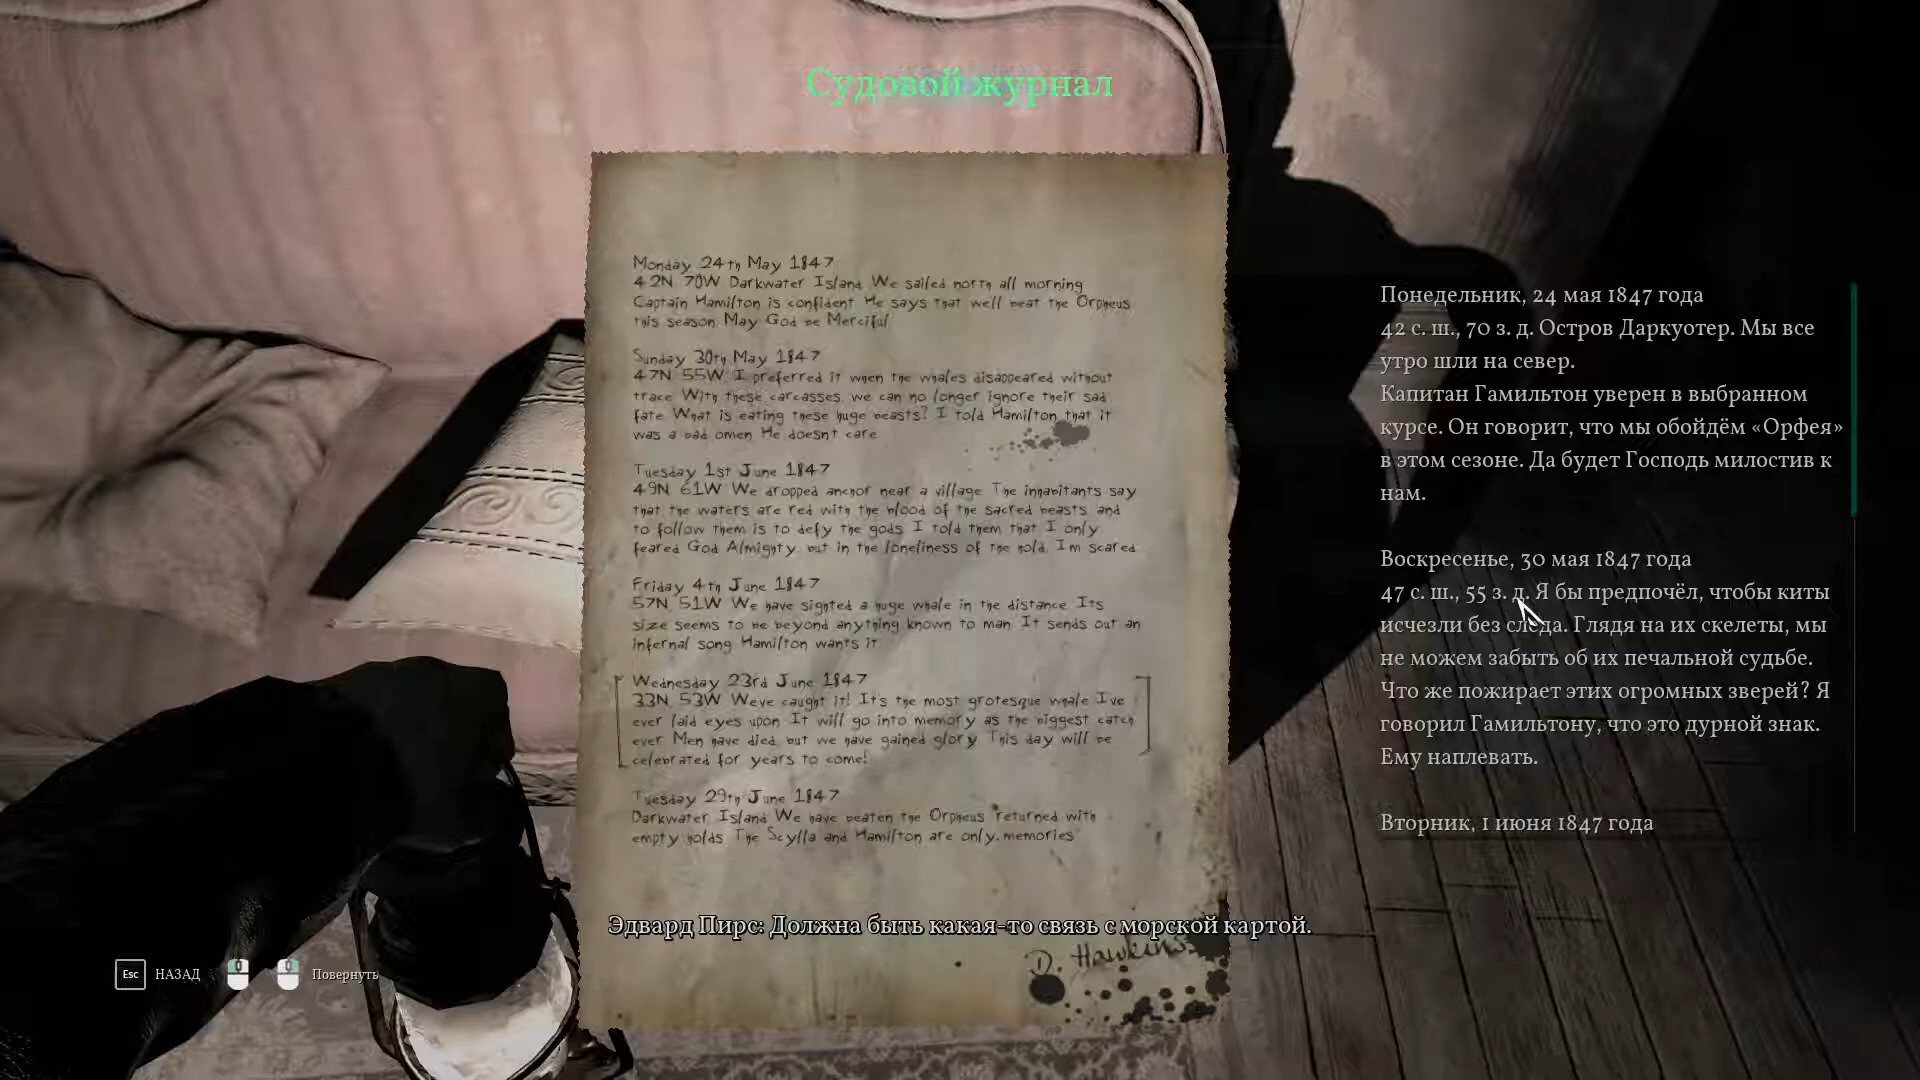 Судовой журнал
Monday 24th May 1847
42N 70W Darkwater Island We sailed north all morning
Captain Hamilton is confident He says that well beat the Orpheus
this season May God be Merciful
Sunday 30th May 1847
47N 55W I preferred it when the whales disappeared without
trace With these carcasses we can no longer ignore their sad
fate What is eating these huge beasts? I told Hamilton that it
was a bad omen He doesnt care
Tuesday 1st June 1847
49N 61W We dropped anchor near a village The inhabitants say
that the waters are red with the blood of the sacred beasts and
to follow them is to defy the gods I told them that I only
feared God Almighty but in the loneliness of the hold Im scared
Friday 4th June 1847
57N 51W We have sighted a huge whale in the distance Its
size seems to be beyond anything known to man It sends out an
infernal song Hamilton wants it
Wednesday 23rd June 1847
33N 53W Weve caught it! It's the most grotesque whale I've
ever laid eyes upon It will go into memory as the biggest catch
ever Men have died but we have gained glory This day will be
celebrated for years to come!
Tuesday 29th June 1847
Darkwater Island We have beaten the Orpheus returned with
empty holds The Scylla and Hamilton are only memories
D. Hawkins
Понедельник, 24 мая 1847 года
42 с. ш., 70 з. д. Остров Даркуотер. Мы все
утро шли на север.
Капитан Гамильтон уверен в выбранном
курсе. Он говорит, что мы обойдём «Орфея»
в этом сезоне. Да будет Господь милостив к
нам.
Воскресенье, 30 мая 1847 года
47 с. ш., 55 з. д. Я бы предпочёл, чтобы киты
исчезли без следа. Глядя на их скелеты, мы
не можем забыть об их печальной судьбе.
Что же пожирает этих огромных зверей? Я
говорил Гамильтону, что это дурной знак.
Ему наплевать.
Вторник, 1 июня 1847 года
Эдвард Пирс: Должна быть какая-то связь с морской картой.
Esc НАЗАД Повернуть